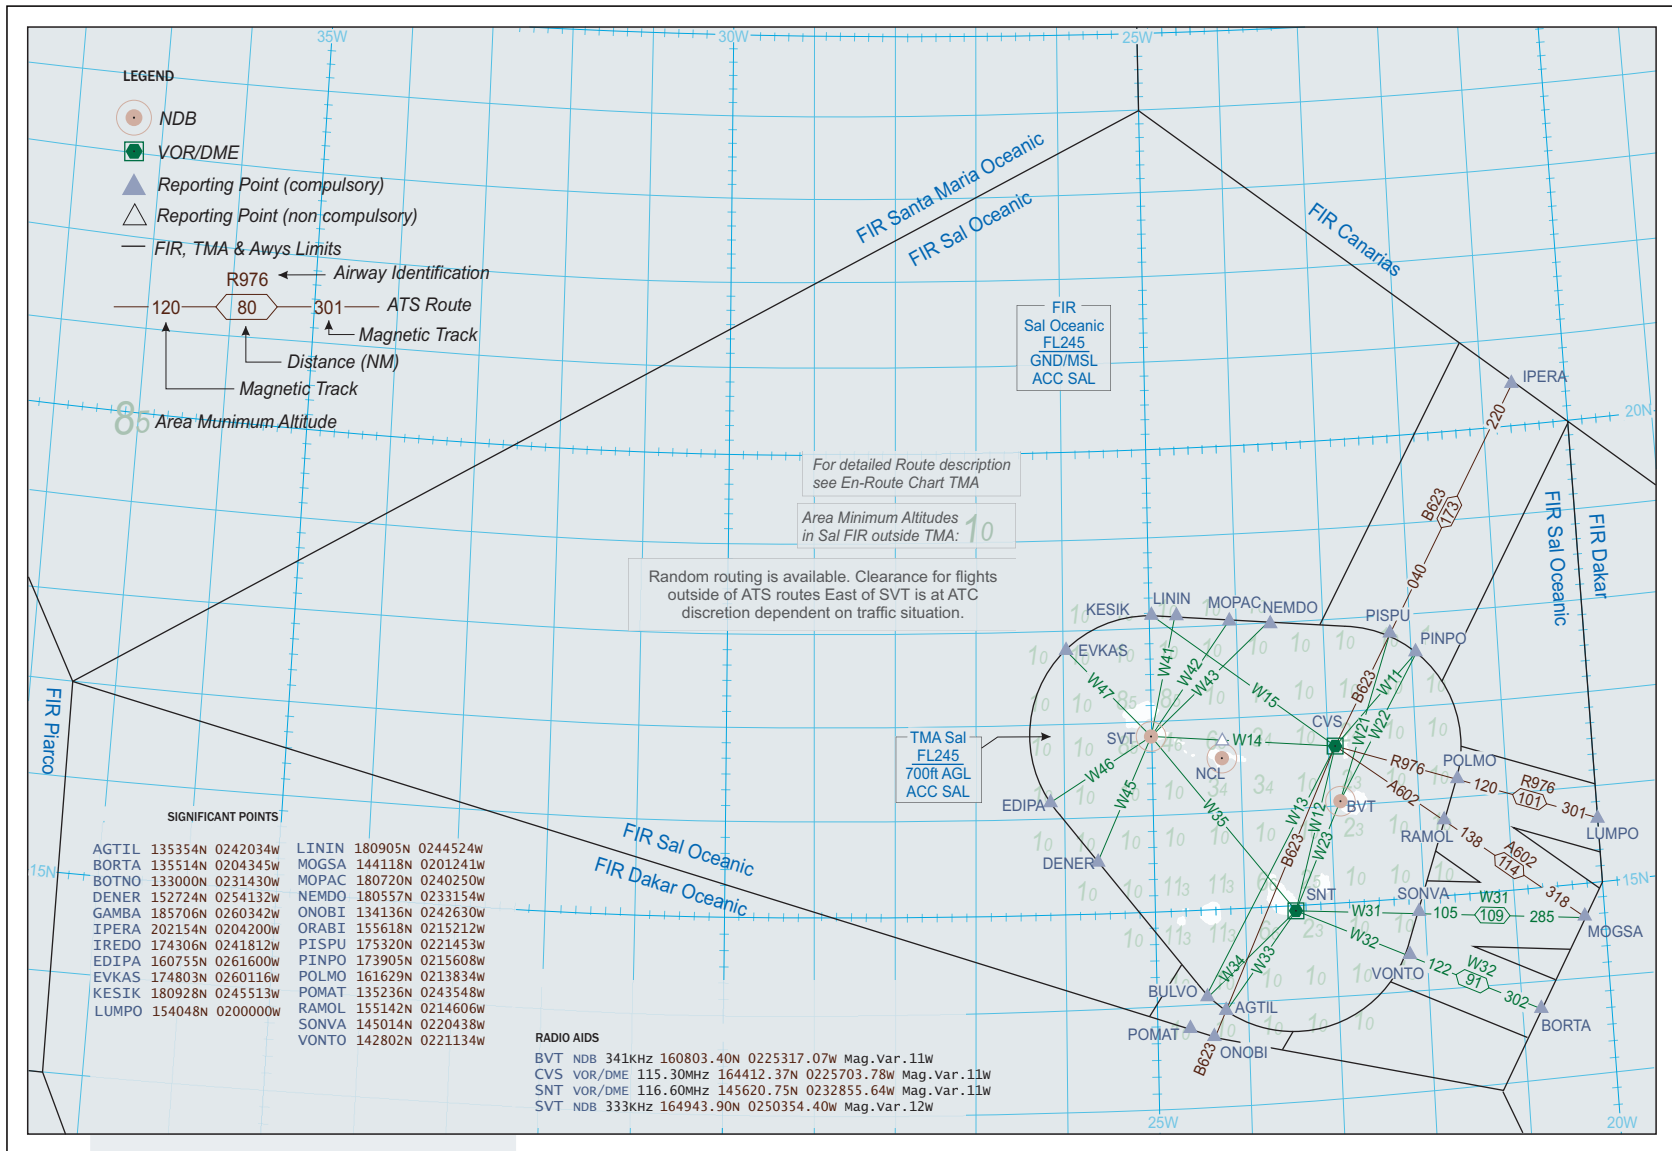 35W
30W
25W
LEGEND
NDB
VOR/DME
Reporting Point (compulsory)
Reporting Point (non compulsory)
FIR, TMA & Awys Limits
R976
Airway Identification
120
80
301
ATS Route
Magnetic Track
Distance (NM)
Magnetic Track
85 Area Munimum Altitude
FIR Santa Maria Oceanic
FIR Sal Oceanic
FIR Canarias
FIR
Sal Oceanic
FL245
GND/MSL
ACC SAL
IPERA
220
20N
B623
173
040
FIR Sal Oceanic
FIR Dakar
For detailed Route description
see En-Route Chart TMA
Area Minimum Altitudes
in Sal FIR outside TMA: 10
Random routing is available. Clearance for flights
outside of ATS routes East of SVT is at ATC
discretion dependent on traffic situation.
KESIK
LININ
MOPAC
NEMDO
PISPU
PINPO
EVKAS
W47
W41
W42
W43
W15
B623
W11
W21
W22
CVS
SVT
W14
NCL
POLMO
R976
120
R976
101
301
LUMPO
TMA Sal
FL245
700ft AGL
ACC SAL
EDIPA
W46
W45
W35
W13
W12
B623
W23
BVT
A602
RAMOL
138
A602
114
318
DENER
SONVA
SNT
W31
105
W31
109
285
MOGSA
W32
VONTO
122
W32
91
302
BORTA
W34
W33
BULVO
AGTIL
POMAT
ONOBI
B623
FIR Piarco
FIR Sal Oceanic
FIR Dakar Oceanic
15N
15N
25W
20W
SIGNIFICANT POINTS
AGTIL 135354N 0242034W
BORTA 135514N 0204345W
BOTNO 133000N 0231430W
DENER 152724N 0254132W
GAMBA 185706N 0260342W
IPERA 202154N 0204200W
IREDO 174306N 0241812W
EDIPA 160755N 0261600W
EVKAS 174803N 0260116W
KESIK 180928N 0245513W
LUMPO 154048N 0200000W
LININ 180905N 0244524W
MOGSA 144118N 0201241W
MOPAC 180720N 0240250W
NEMDO 180557N 0233154W
ONOBI 134136N 0242630W
ORABI 155618N 0215212W
PISPU 175320N 0221453W
PINPO 173905N 0215608W
POLMO 161629N 0213834W
POMAT 135236N 0243548W
RAMOL 155142N 0214606W
SONVA 145014N 0220438W
VONTO 142802N 0221134W
RADIO AIDS
BVT NDB 341KHz 160803.40N 0225317.07W Mag.Var.11W
CVS VOR/DME 115.30MHz 164412.37N 0225703.78W Mag.Var.11W
SNT VOR/DME 116.60MHz 145620.75N 0232855.64W Mag.Var.11W
SVT NDB 333KHz 164943.90N 0250354.40W Mag.Var.12W